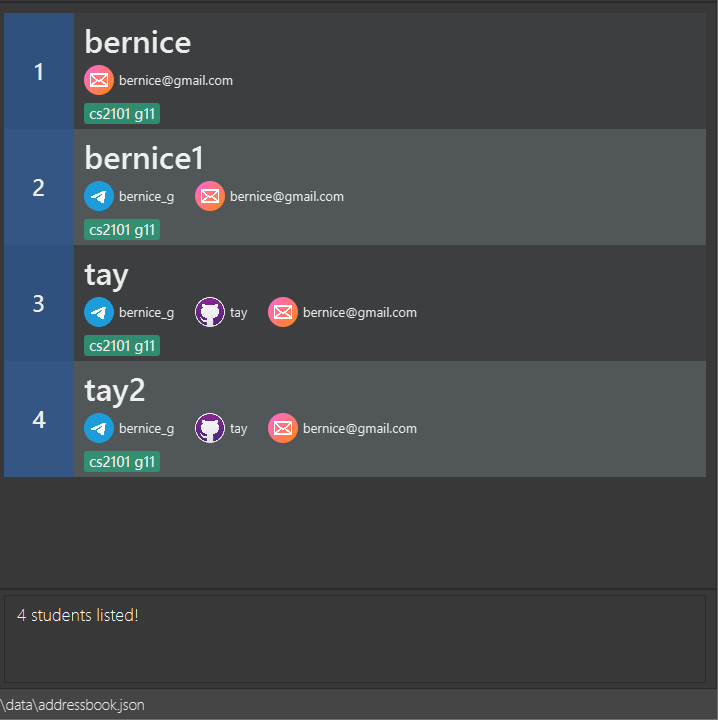 1
bernice
bernice@gmail.com
cs2101 g11
2
bernice1
bernice_g bernice@gmail.com
cs2101 g11
3
tay
bernice_g tay bernice@gmail.com
cs2101 g11
4
tay2
bernice_g tay bernice@gmail.com
cs2101 g11
4 students listed!
\data\addressbook.json